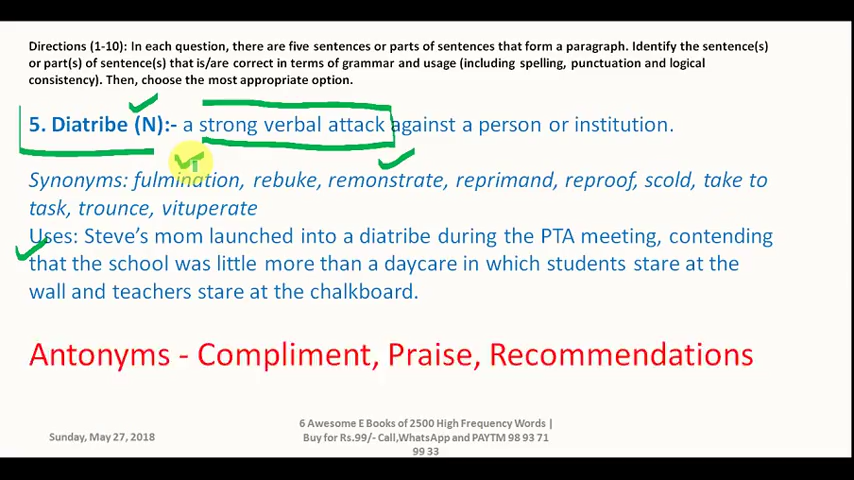 Directions (1-10): In each question, there are five sentences or parts of sentences that form a paragraph. Identify the sentence(s)
or part(s) of sentence(s) that is/are correct in terms of grammar and usage (including spelling, punctuation and logical
consistency). Then, choose the most appropriate option.
5. Diatribe (N):- a strong verbal attack against a person or institution.
Synonyms: fulmination, rebuke, remonstrate, reprimand, reproof, scold, take to
task, trounce, vituperate
Uses: Steve's mom launched into a diatribe during the PTA meeting, contending
that the school was little more than a daycare in which students stare at the
wall and teachers stare at the chalkboard.
Antonyms - Compliment, Praise, Recommendations
Sunday, May 27, 2018
6 Awesome E Books of 2500 High Frequency Words |
Buy for Rs.99/- Call,WhatsApp and PAYTM 98 93 71
99 33